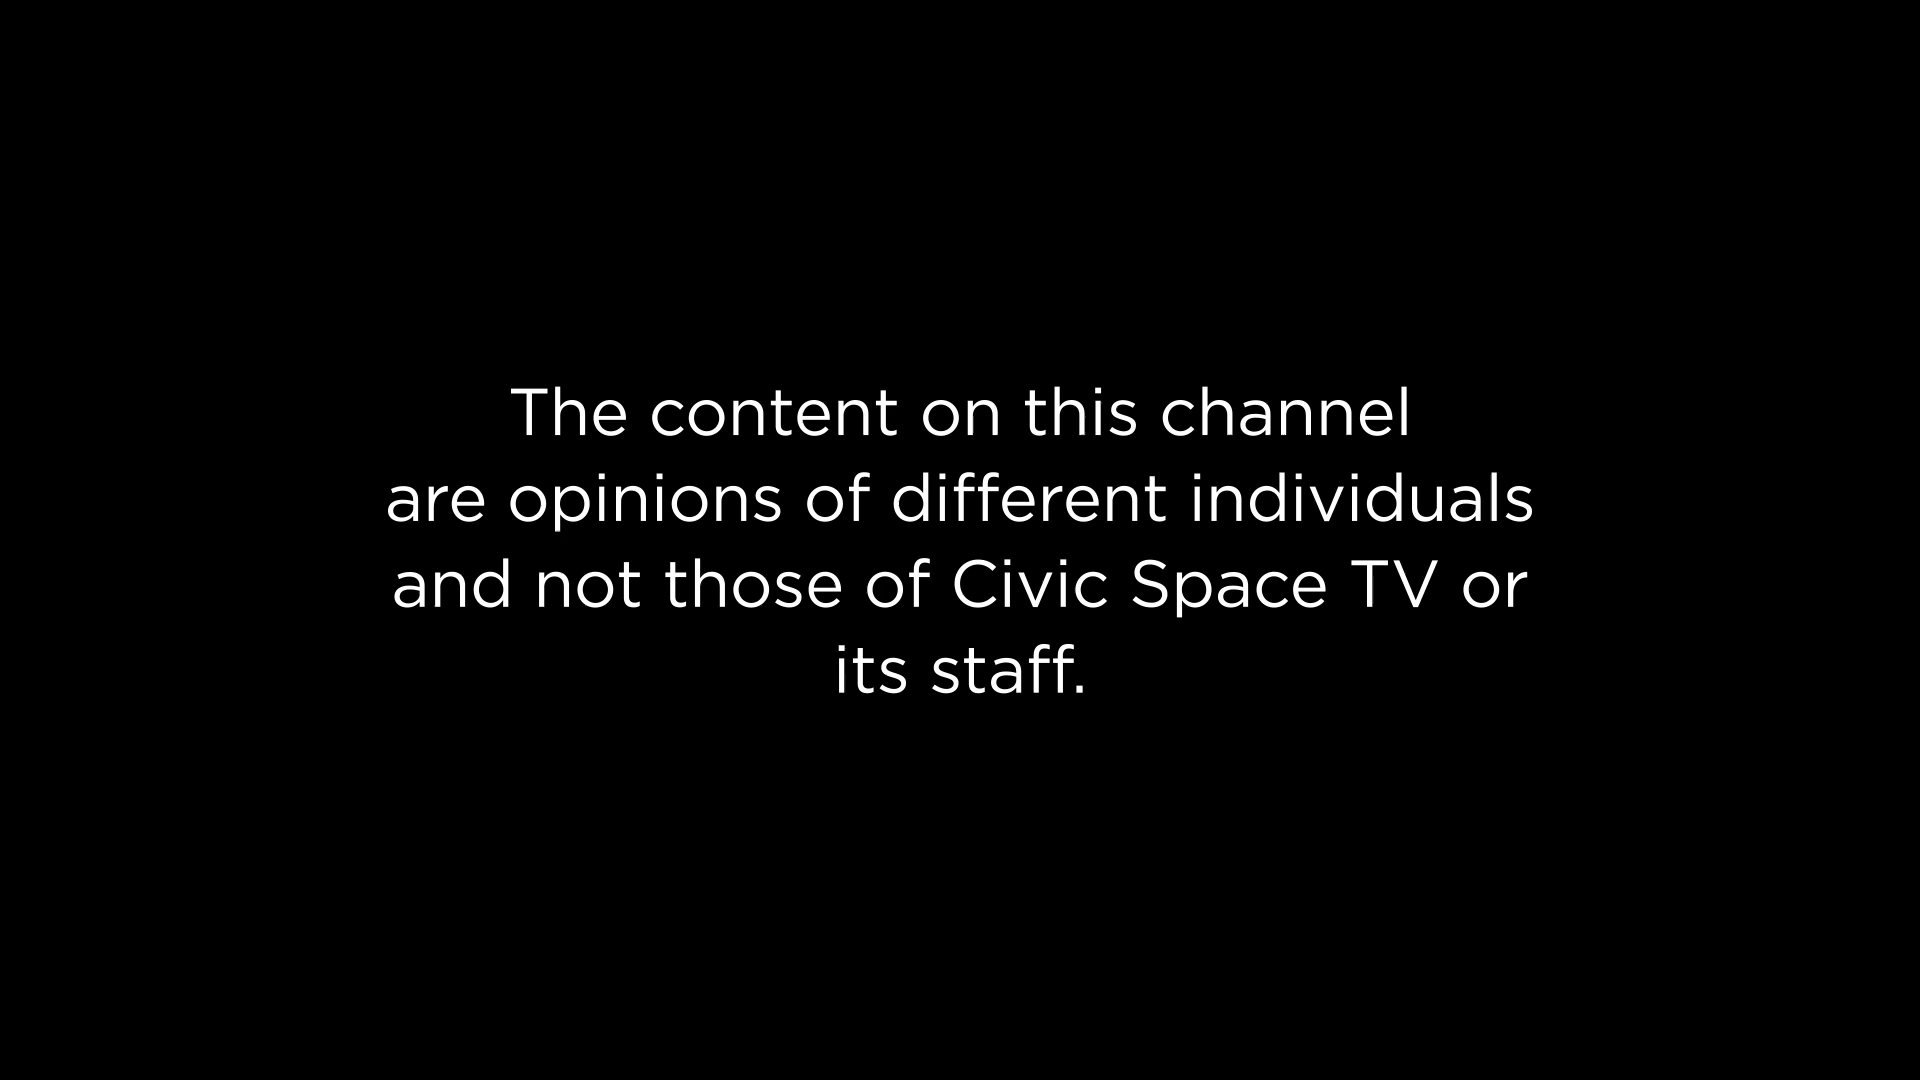 The content on this channel
are opinions of different individuals
and not those of Civic Space TV or
its staff.